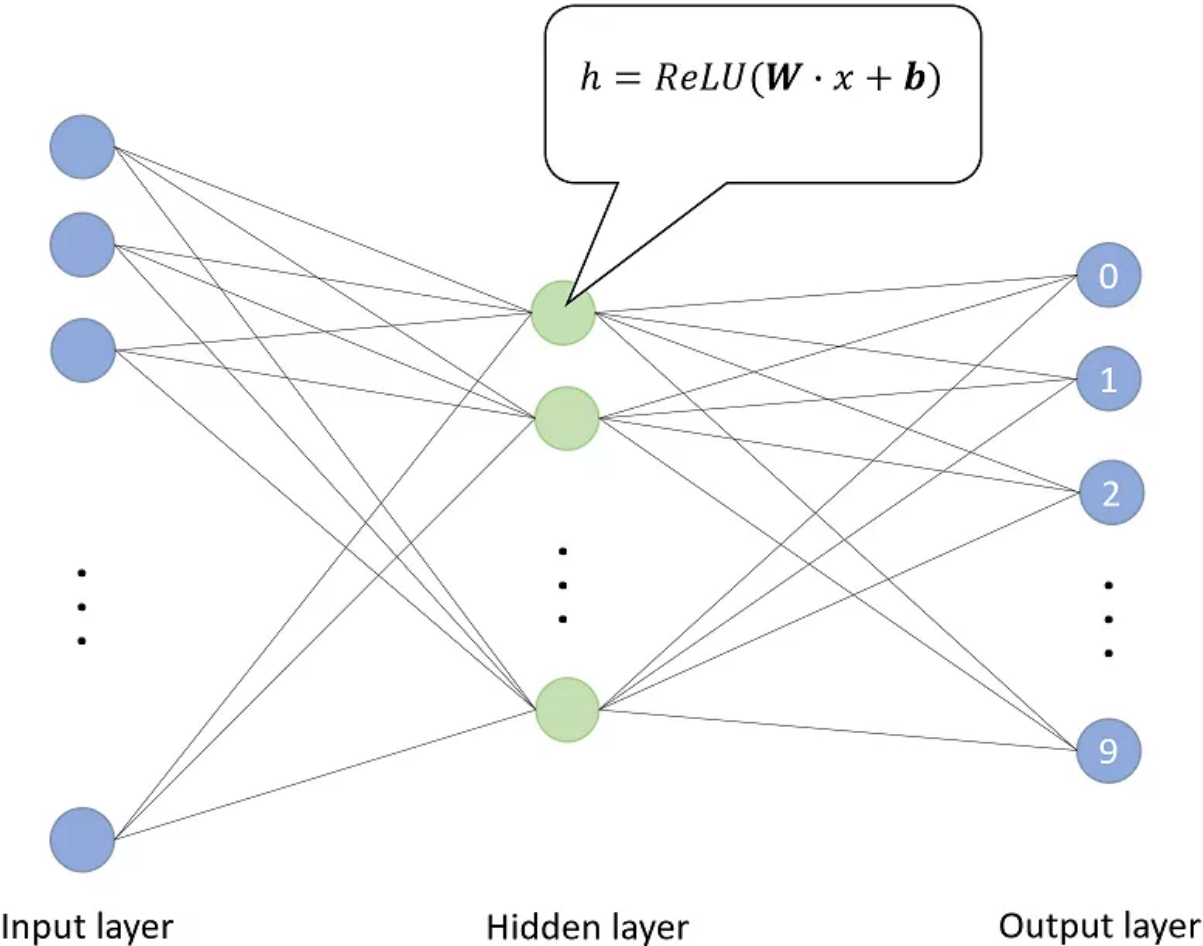 h = ReLU(W · x + b)
0
1
2
9
Input layer
Hidden layer
Output layer